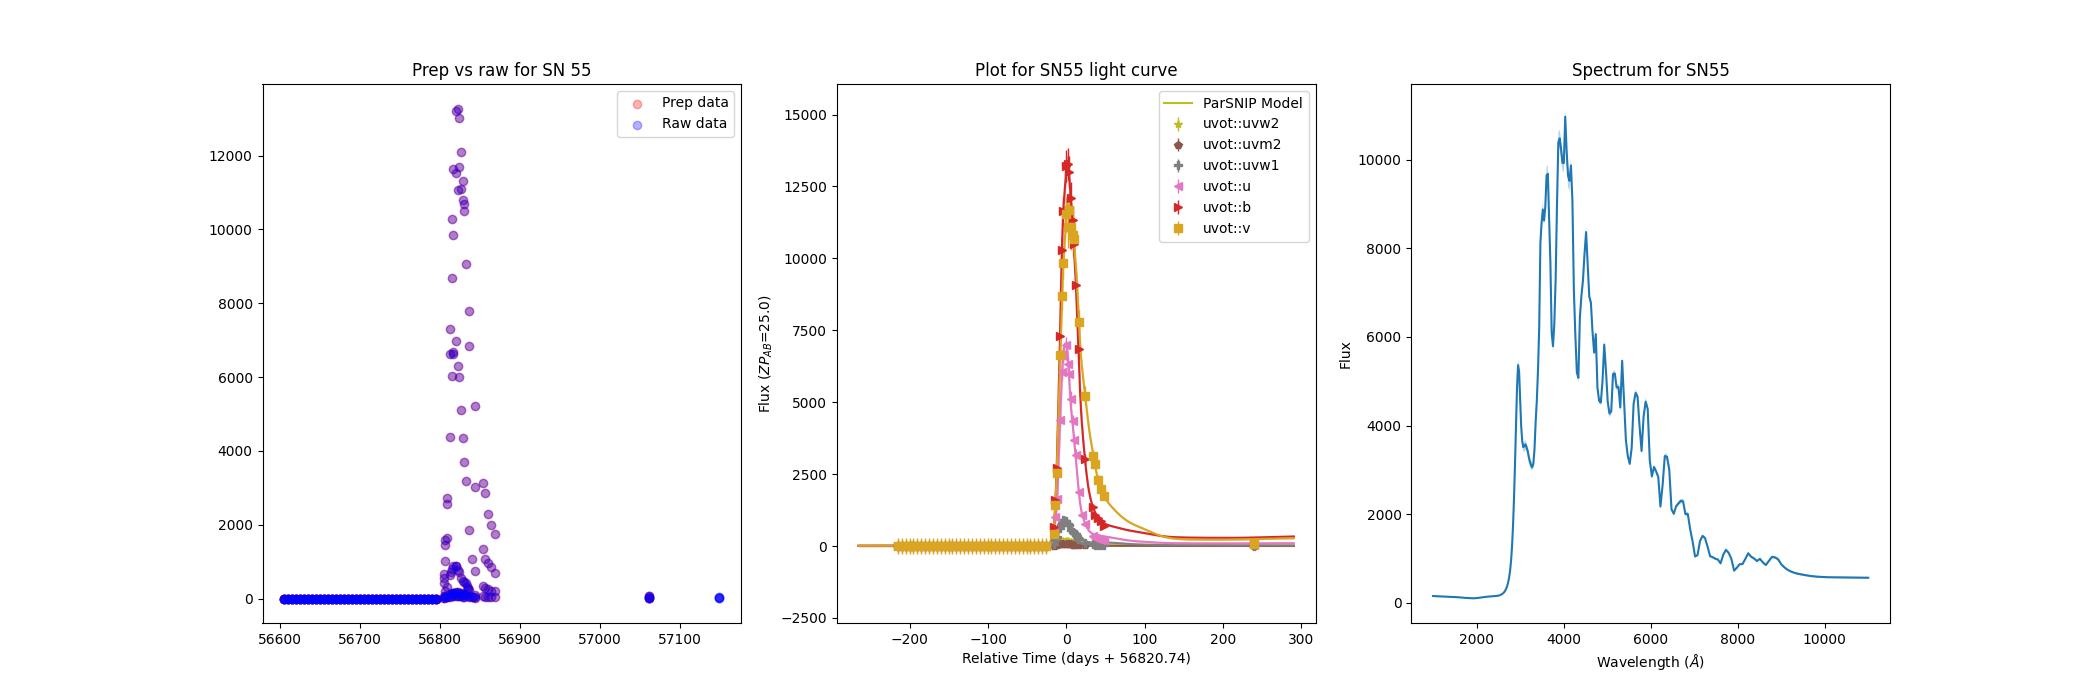 Prep vs raw for SN 55
Prep data
Raw data
12000
10000
8000
6000
4000
2000
0
56600
56700
56800
56900
57000
57100
Plot for SN55 light curve
ParSNIP Model
uvot::uvw2
uvot::uvm2
uvot::uvw1
uvot::u
uvot::b
uvot::v
Flux (ZP_AB=25.0)
15000
12500
10000
7500
5000
2500
0
−2500
−200
−100
0
100
200
300
Relative Time (days + 56820.74)
Spectrum for SN55
Flux
10000
8000
6000
4000
2000
0
2000
4000
6000
8000
10000
Wavelength (Å)